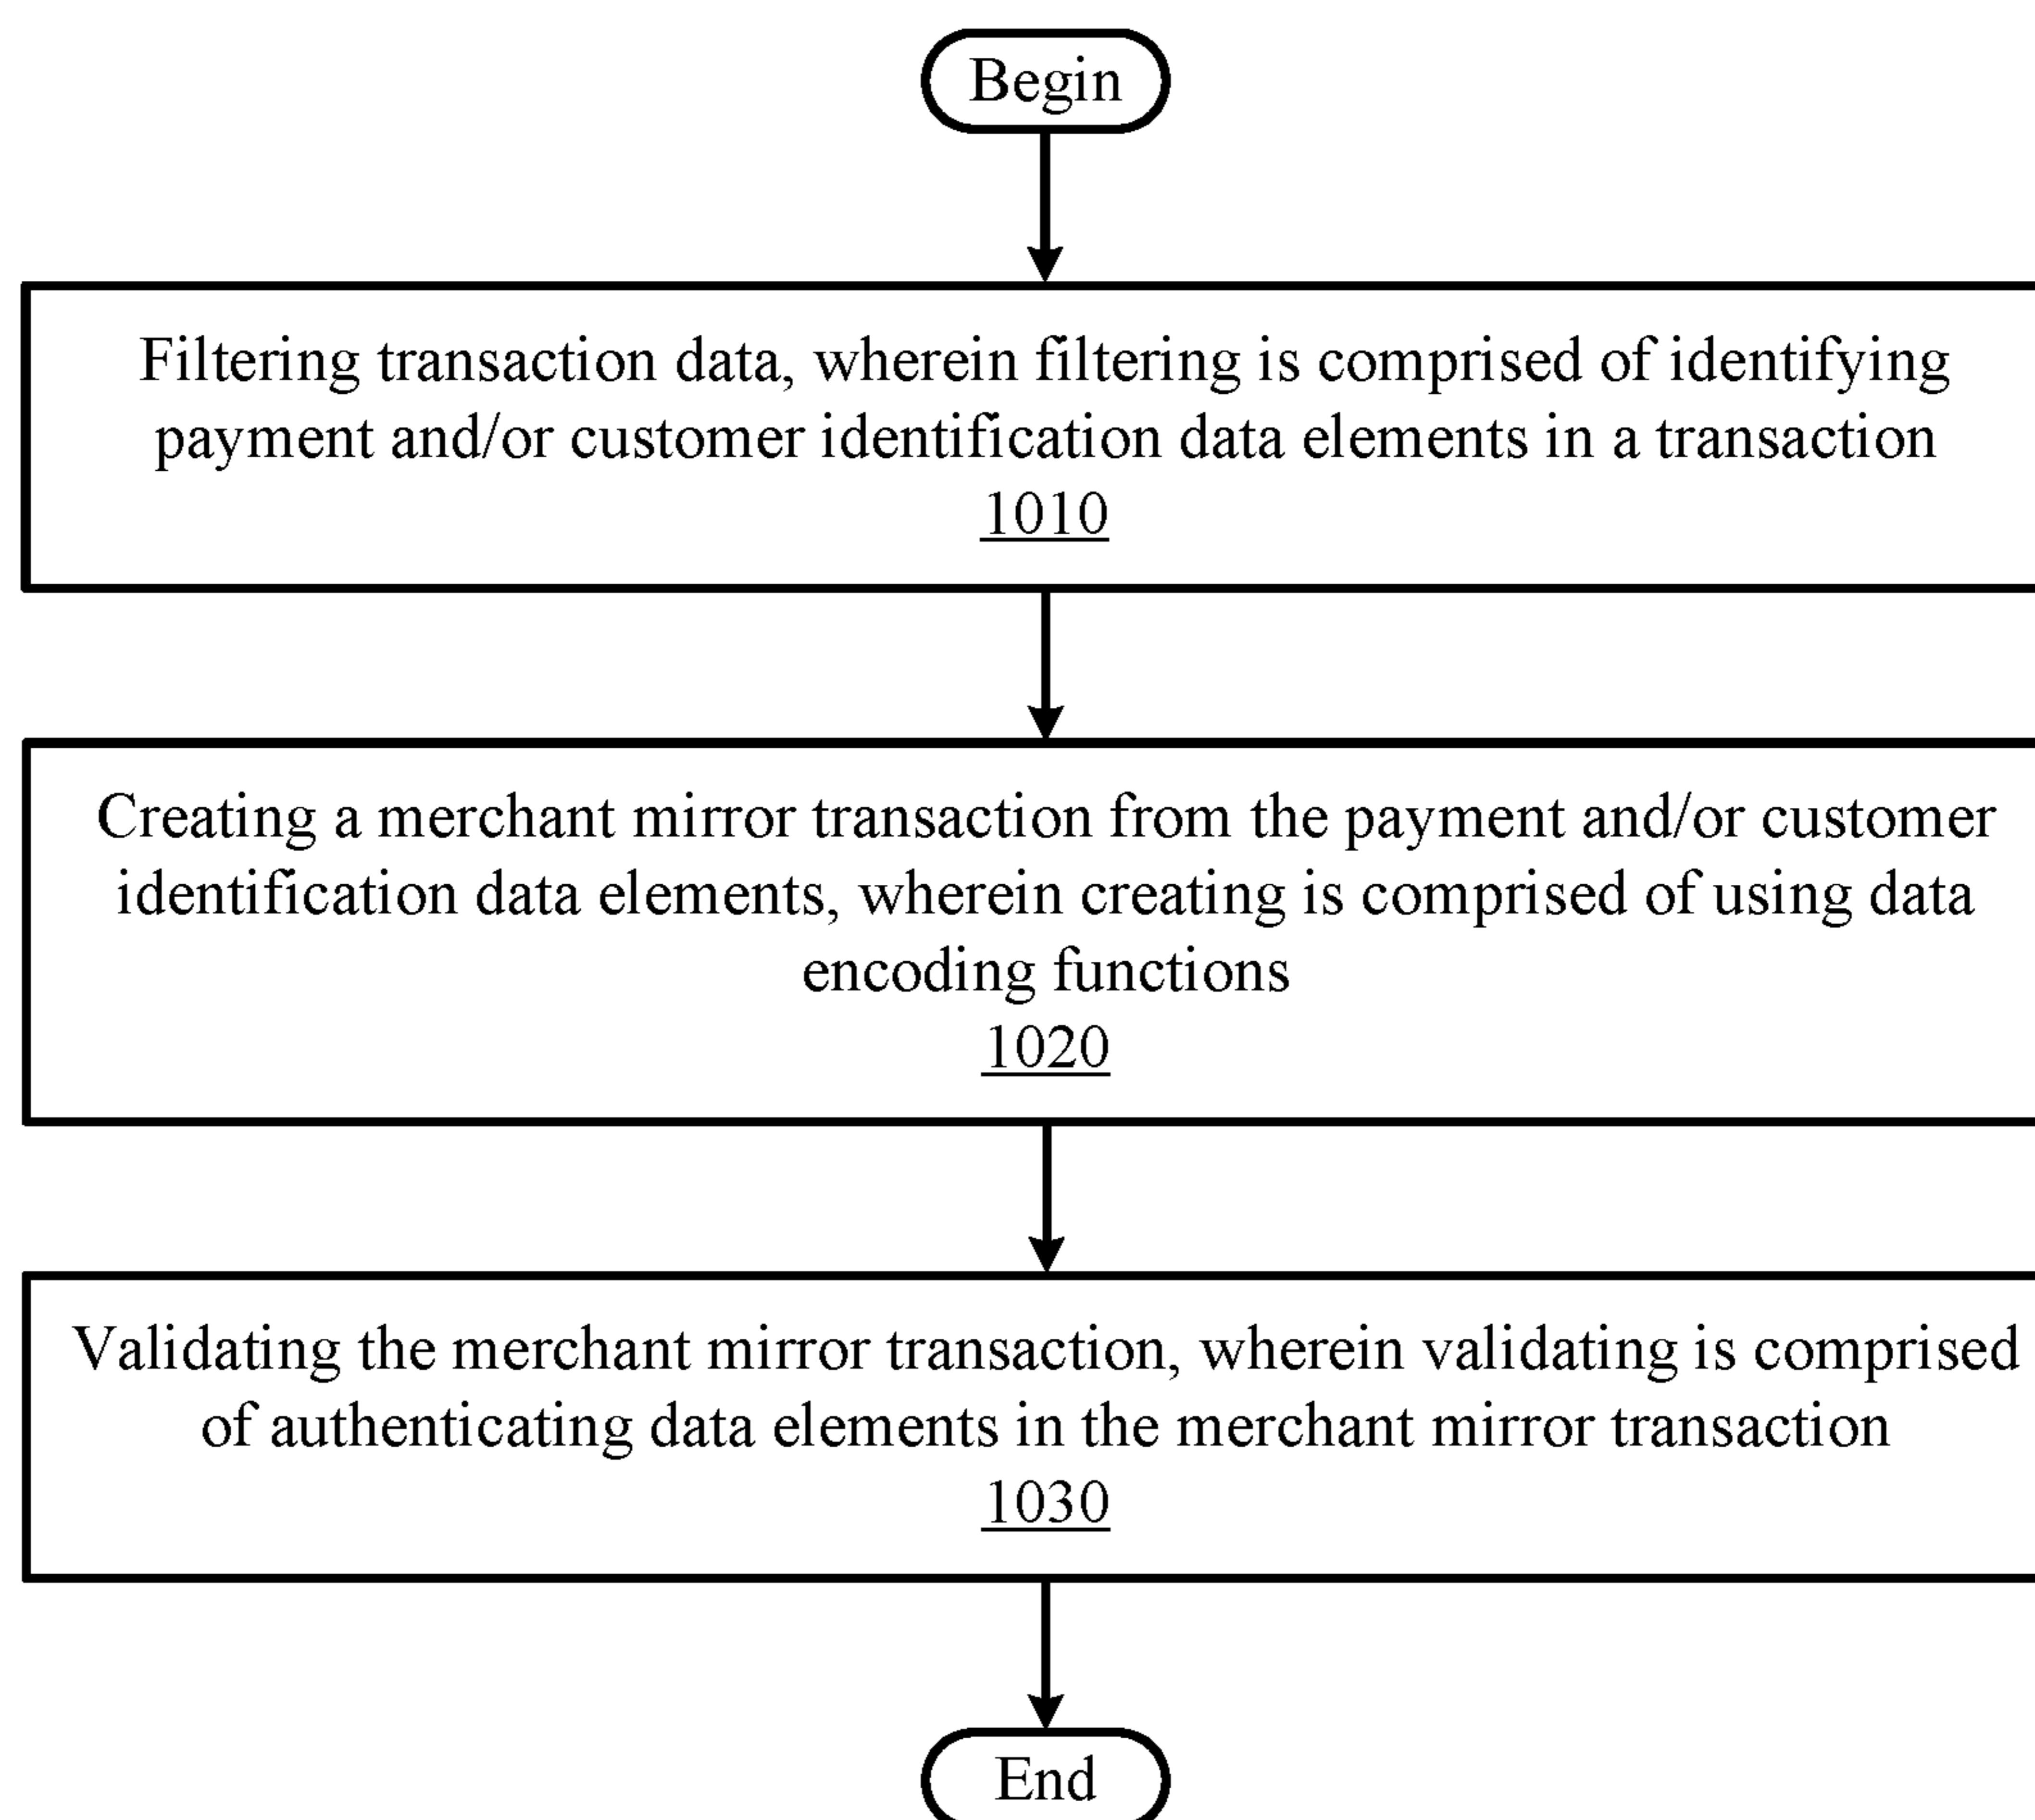 Begin
Filtering transaction data, wherein filtering is comprised of identifying
payment and/or customer identification data elements in a transaction
1010
Creating a merchant mirror transaction from the payment and/or customer
identification data elements, wherein creating is comprised of using data
encoding functions
1020
Validating the merchant mirror transaction, wherein validating is comprised
of authenticating data elements in the merchant mirror transaction
1030
End